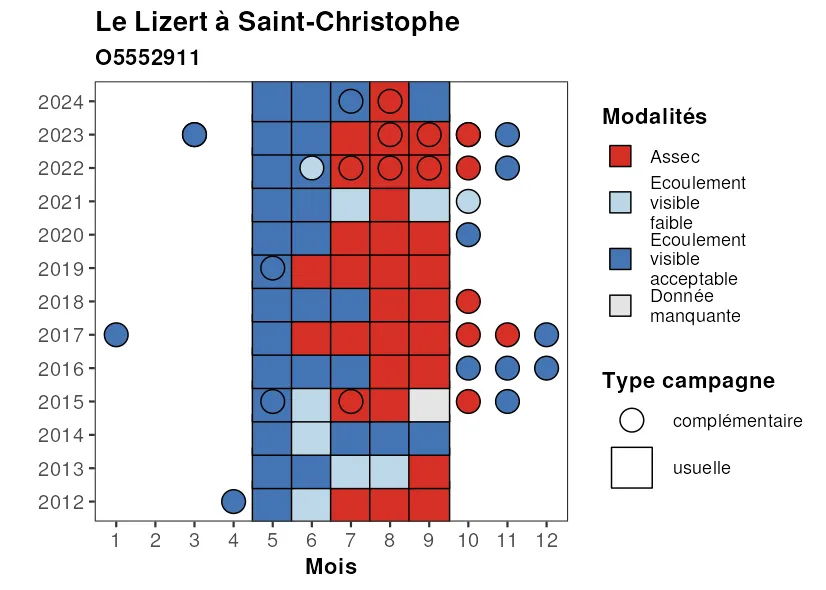 Le Lizert à Saint-Christophe
O5552911
2024
2023
2022
2021
2020
2019
2018
2017
2016
2015
2014
2013
2012
1 2 3 4 5 6 7 8 9 10 11 12
Mois
Modalités
Assec
Ecoulement
visible
faible
Ecoulement
visible
acceptable
Donnée
manquante
Type campagne
complémentaire
usuelle